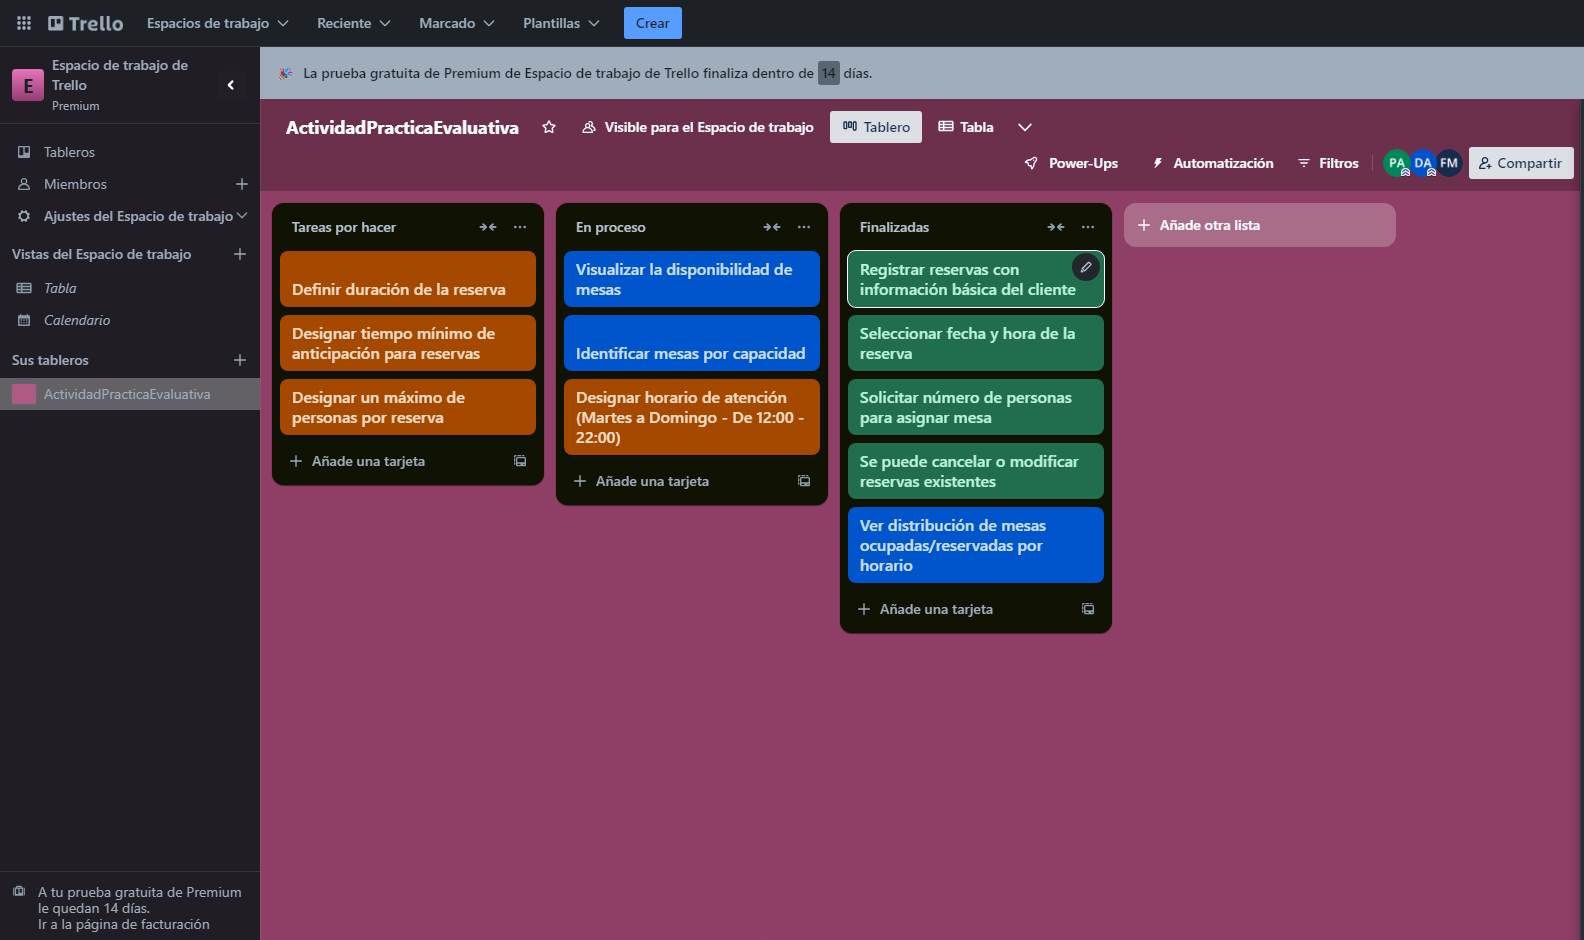 Trello
Espacios de trabajo
Reciente
Marcado
Plantillas
Crear
E
Espacio de trabajo de
Trello
Premium
La prueba gratuita de Premium de Espacio de trabajo de Trello finaliza dentro de 14 días.
Tableros
Miembros
Ajustes del Espacio de trabajo
Vistas del Espacio de trabajo
Tabla
Calendario
Sus tableros
ActividadPracticaEvaluativa
A tu prueba gratuita de Premium
le quedan 14 días.
Ir a la página de facturación
ActividadPracticaEvaluativa
Visible para el Espacio de trabajo
Tablero
Tabla
Power-Ups
Automatización
Filtros
PA
DA
FM
Compartir
Tareas por hacer
Definir duración de la reserva
Designar tiempo mínimo de
anticipación para reservas
Designar un máximo de
personas por reserva
Añade una tarjeta
En proceso
Visualizar la disponibilidad de
mesas
Identificar mesas por capacidad
Designar horario de atención
(Martes a Domingo - De 12:00 -
22:00)
Añade una tarjeta
Finalizadas
Registrar reservas con
información básica del cliente
Seleccionar fecha y hora de la
reserva
Solicitar número de personas
para asignar mesa
Se puede cancelar o modificar
reservas existentes
Ver distribución de mesas
ocupadas/reservadas por
horario
Añade una tarjeta
Añade otra lista